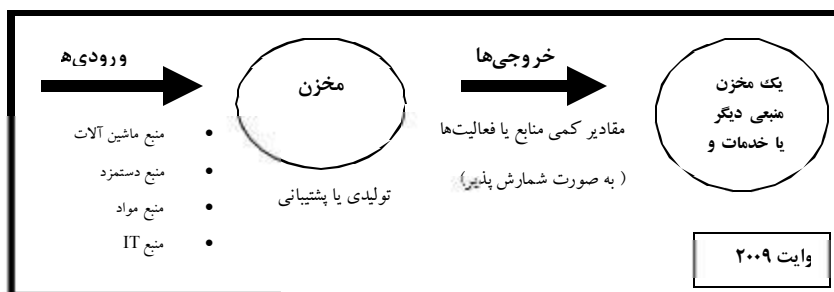 ورودی‌ه
منبع ماشین آلات
منبع دستمزد
منبع مواد
منبع IT
مخزن
تولیدی یا پشتیبانی
خروجی‌ها
مقادیر کمی منابع یا فعالیت‌ها
( به صورت شمارش پذیر)
یک مخزن
منبعی دیگر
یا خدمات و
وایت ۲۰۰۹